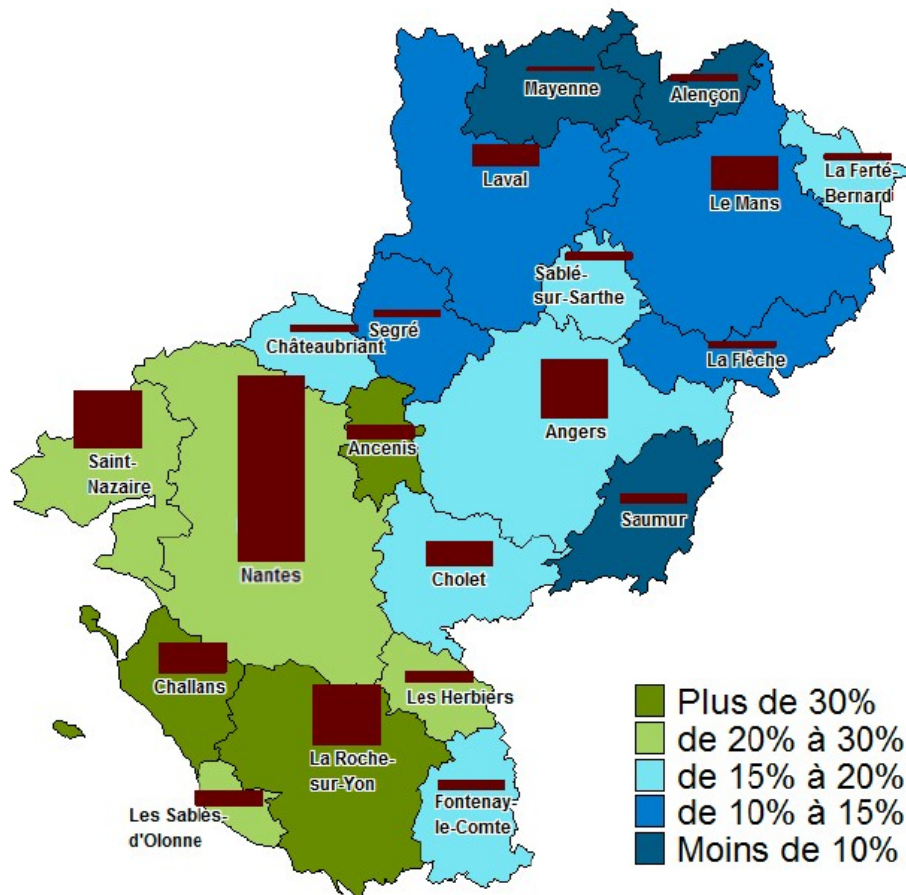 Mayenne
Alençon
Laval
Le Mans
La Ferté-
Bernard
Sablé-
sur-Sarthe
Châteaubriant
Segré
La Flèche
Angers
Ancenis
Saint-
Nazaire
Saumur
Nantes
Cholet
Challans
Les Herbiers
La Roche-
sur-Yon
Les Sables-
d'Olonne
Fontenay-
le-Comte
Plus de 30%
de 20% à 30%
de 15% à 20%
de 10% à 15%
Moins de 10%